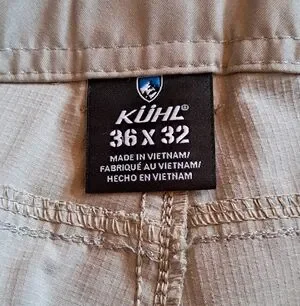 KÜHL
36 X 32
MADE IN VIETNAM/
FABRIQUÉ AU VIETNAM/
HECHO EN VIETNAM